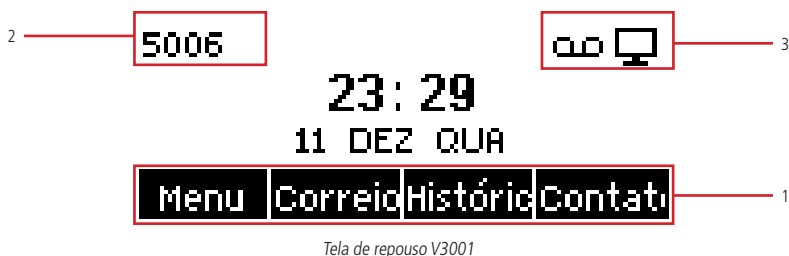 2 5006 3
23:29
11 DEZ QUA
Menu Correio Históric Contat 1
Tela de repouso V3001